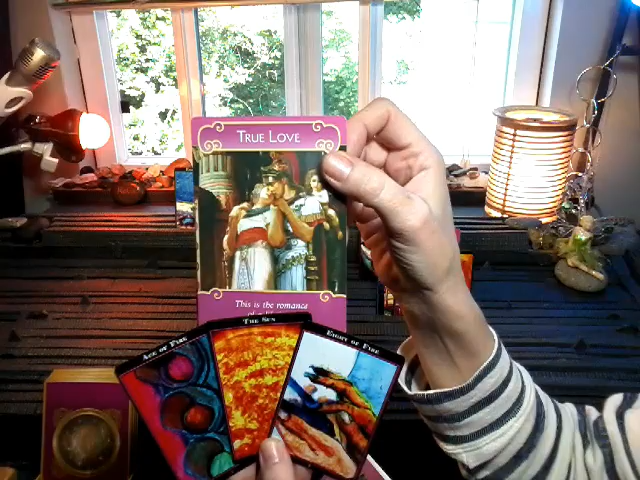 TRUE LOVE
This is the romance
ACE OF FIRE
THE SUN
EIGHT OF FIRE